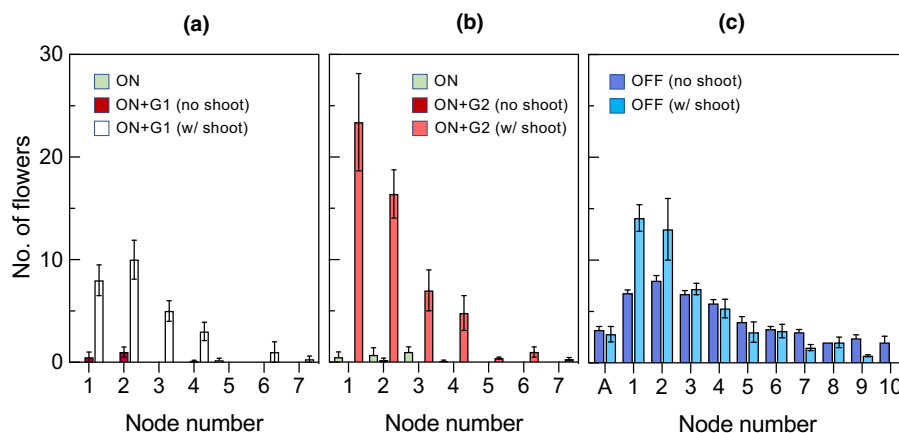 (a) (b) (c)
30
20
10
0
No. of flowers
ON
ON+G1 (no shoot)
ON+G1 (w/ shoot)
1 2 3 4 5 6 7
Node number
ON
ON+G2 (no shoot)
ON+G2 (w/ shoot)
1 2 3 4 5 6 7
Node number
OFF (no shoot)
OFF (w/ shoot)
A 1 2 3 4 5 6 7 8 9 10
Node number